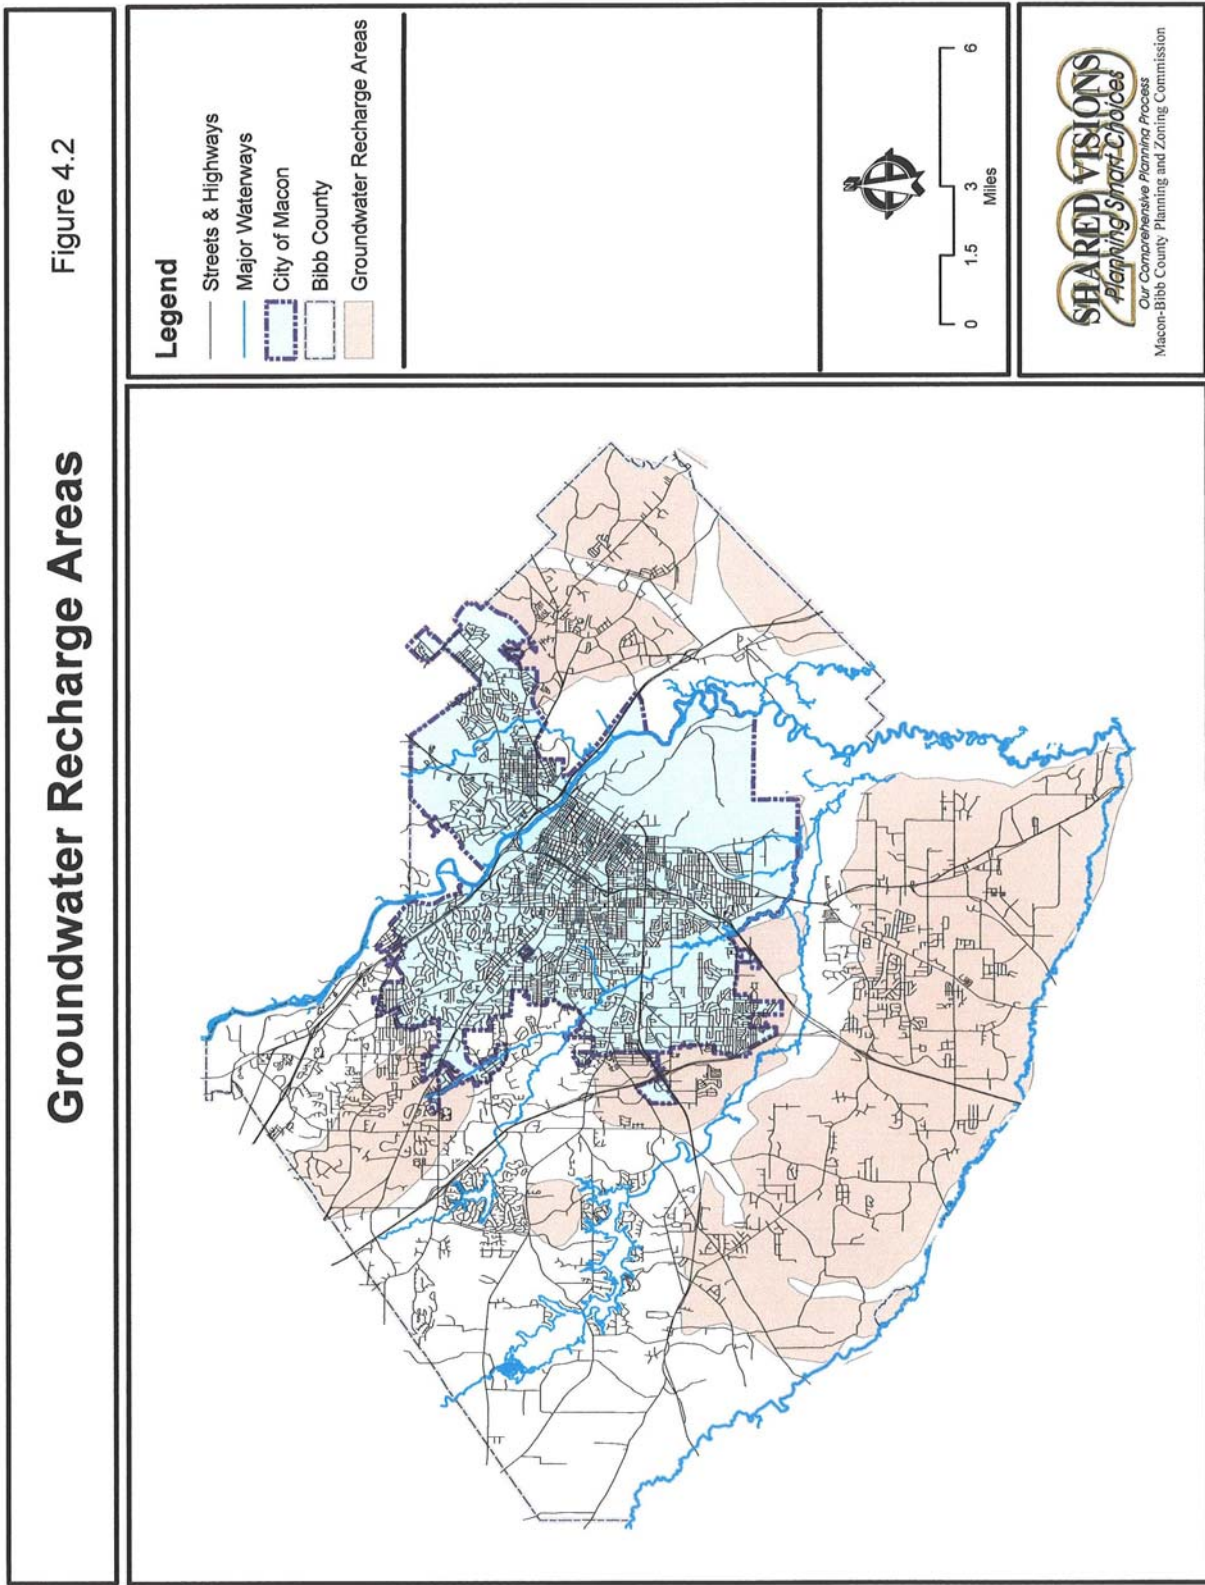 Groundwater Recharge Areas
Figure 4.2
Legend
Streets & Highways
Major Waterways
City of Macon
Bibb County
Groundwater Recharge Areas
N
0 1.5 3 6
Miles
2030
SHARED VISIONS
Planning Smart Choices
Our Comprehensive Planning Process
Macon-Bibb County Planning and Zoning Commission